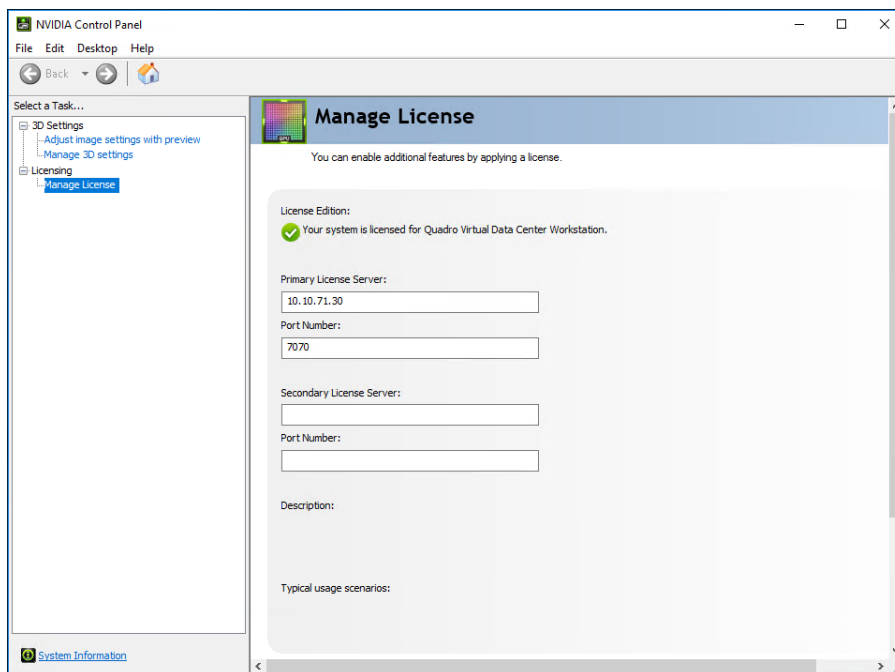 NVIDIA Control Panel
File Edit Desktop Help
Back
Select a Task...
3D Settings
Adjust image settings with preview
Manage 3D settings
Licensing
Manage License
System Information
Manage License
You can enable additional features by applying a license.
License Edition:
Your system is licensed for Quadro Virtual Data Center Workstation.
Primary License Server:
10.10.71.30
Port Number:
7070
Secondary License Server:
Port Number:
Description:
Typical usage scenarios: